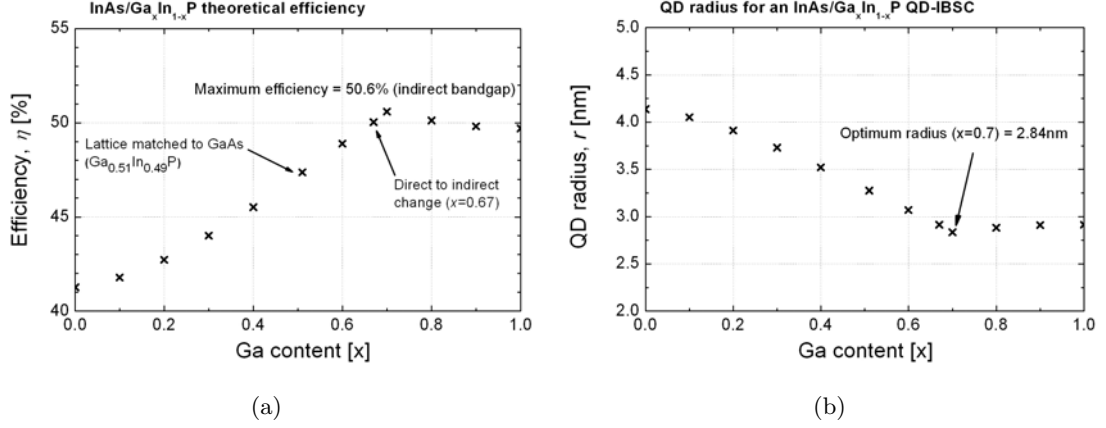 InAs/GaₓIn₁₋ₓP theoretical efficiency
55
50
45
40
Efficiency, η [%]
Maximum efficiency = 50.6% (indirect bandgap)
Lattice matched to GaAs
(Ga₀.₅₁In₀.₄₉P)
Direct to indirect
change (x=0.67)
0.0 0.2 0.4 0.6 0.8 1.0
Ga content [x]
(a)
QD radius for an InAs/GaₓIn₁₋ₓP QD-IBSC
5.0
4.5
4.0
3.5
3.0
2.5
2.0
QD radius, r [nm]
Optimum radius (x=0.7) = 2.84nm
0.0 0.2 0.4 0.6 0.8 1.0
Ga content [x]
(b)